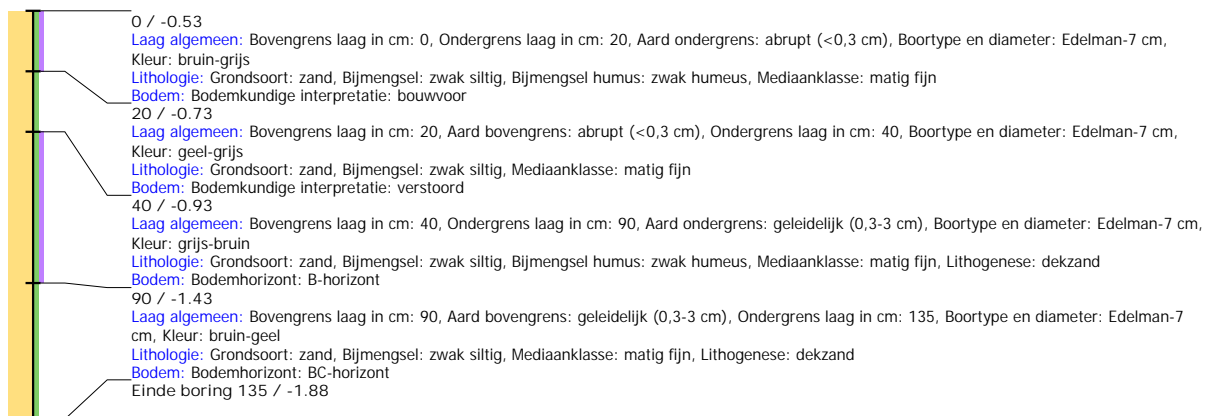 0 / -0.53
Laag algemeen: Bovengrens laag in cm: 0, Ondergrens laag in cm: 20, Aard ondergrens: abrupt (<0,3 cm), Boortype en diameter: Edelman-7 cm,
Kleur: bruin-grijs
Lithologie: Grondsoort: zand, Bijmengsel: zwak siltig, Bijmengsel humus: zwak humeus, Mediaanklasse: matig fijn
Bodem: Bodemkundige interpretatie: bouwvoor
20 / -0.73
Laag algemeen: Bovengrens laag in cm: 20, Aard bovengrens: abrupt (<0,3 cm), Ondergrens laag in cm: 40, Boortype en diameter: Edelman-7 cm,
Kleur: geel-grijs
Lithologie: Grondsoort: zand, Bijmengsel: zwak siltig, Mediaanklasse: matig fijn
Bodem: Bodemkundige interpretatie: verstoord
40 / -0.93
Laag algemeen: Bovengrens laag in cm: 40, Ondergrens laag in cm: 90, Aard ondergrens: geleidelijk (0,3-3 cm), Boortype en diameter: Edelman-7 cm,
Kleur: grijs-bruin
Lithologie: Grondsoort: zand, Bijmengsel: zwak siltig, Bijmengsel humus: zwak humeus, Mediaanklasse: matig fijn, Lithogenese: dekzand
Bodem: Bodemhorizont: B-horizont
90 / -1.43
Laag algemeen: Bovengrens laag in cm: 90, Aard bovengrens: geleidelijk (0,3-3 cm), Ondergrens laag in cm: 135, Boortype en diameter: Edelman-7
cm, Kleur: bruin-geel
Lithologie: Grondsoort: zand, Bijmengsel: zwak siltig, Mediaanklasse: matig fijn, Lithogenese: dekzand
Bodem: Bodemhorizont: BC-horizont
Einde boring 135 / -1.88